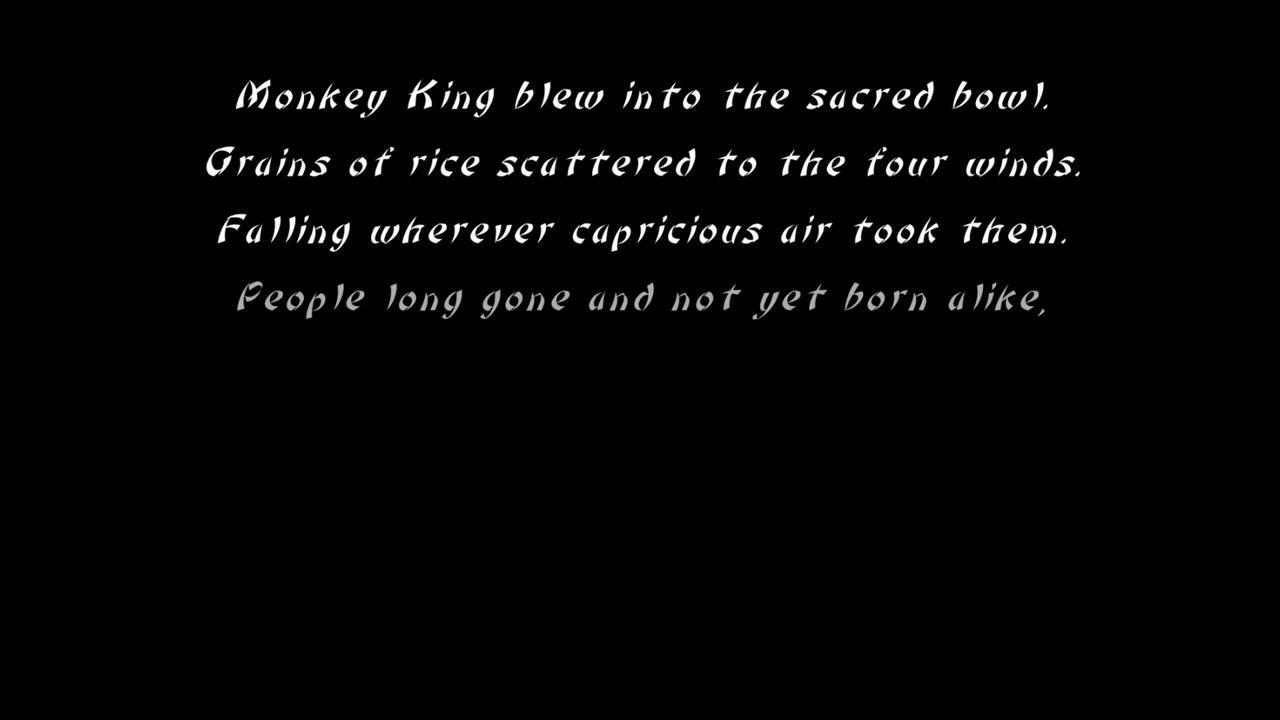 Monkey King blew into the sacred bowl.
Grains of rice scattered to the four winds.
Falling wherever capricious air took them.
People long gone and not yet born alike,